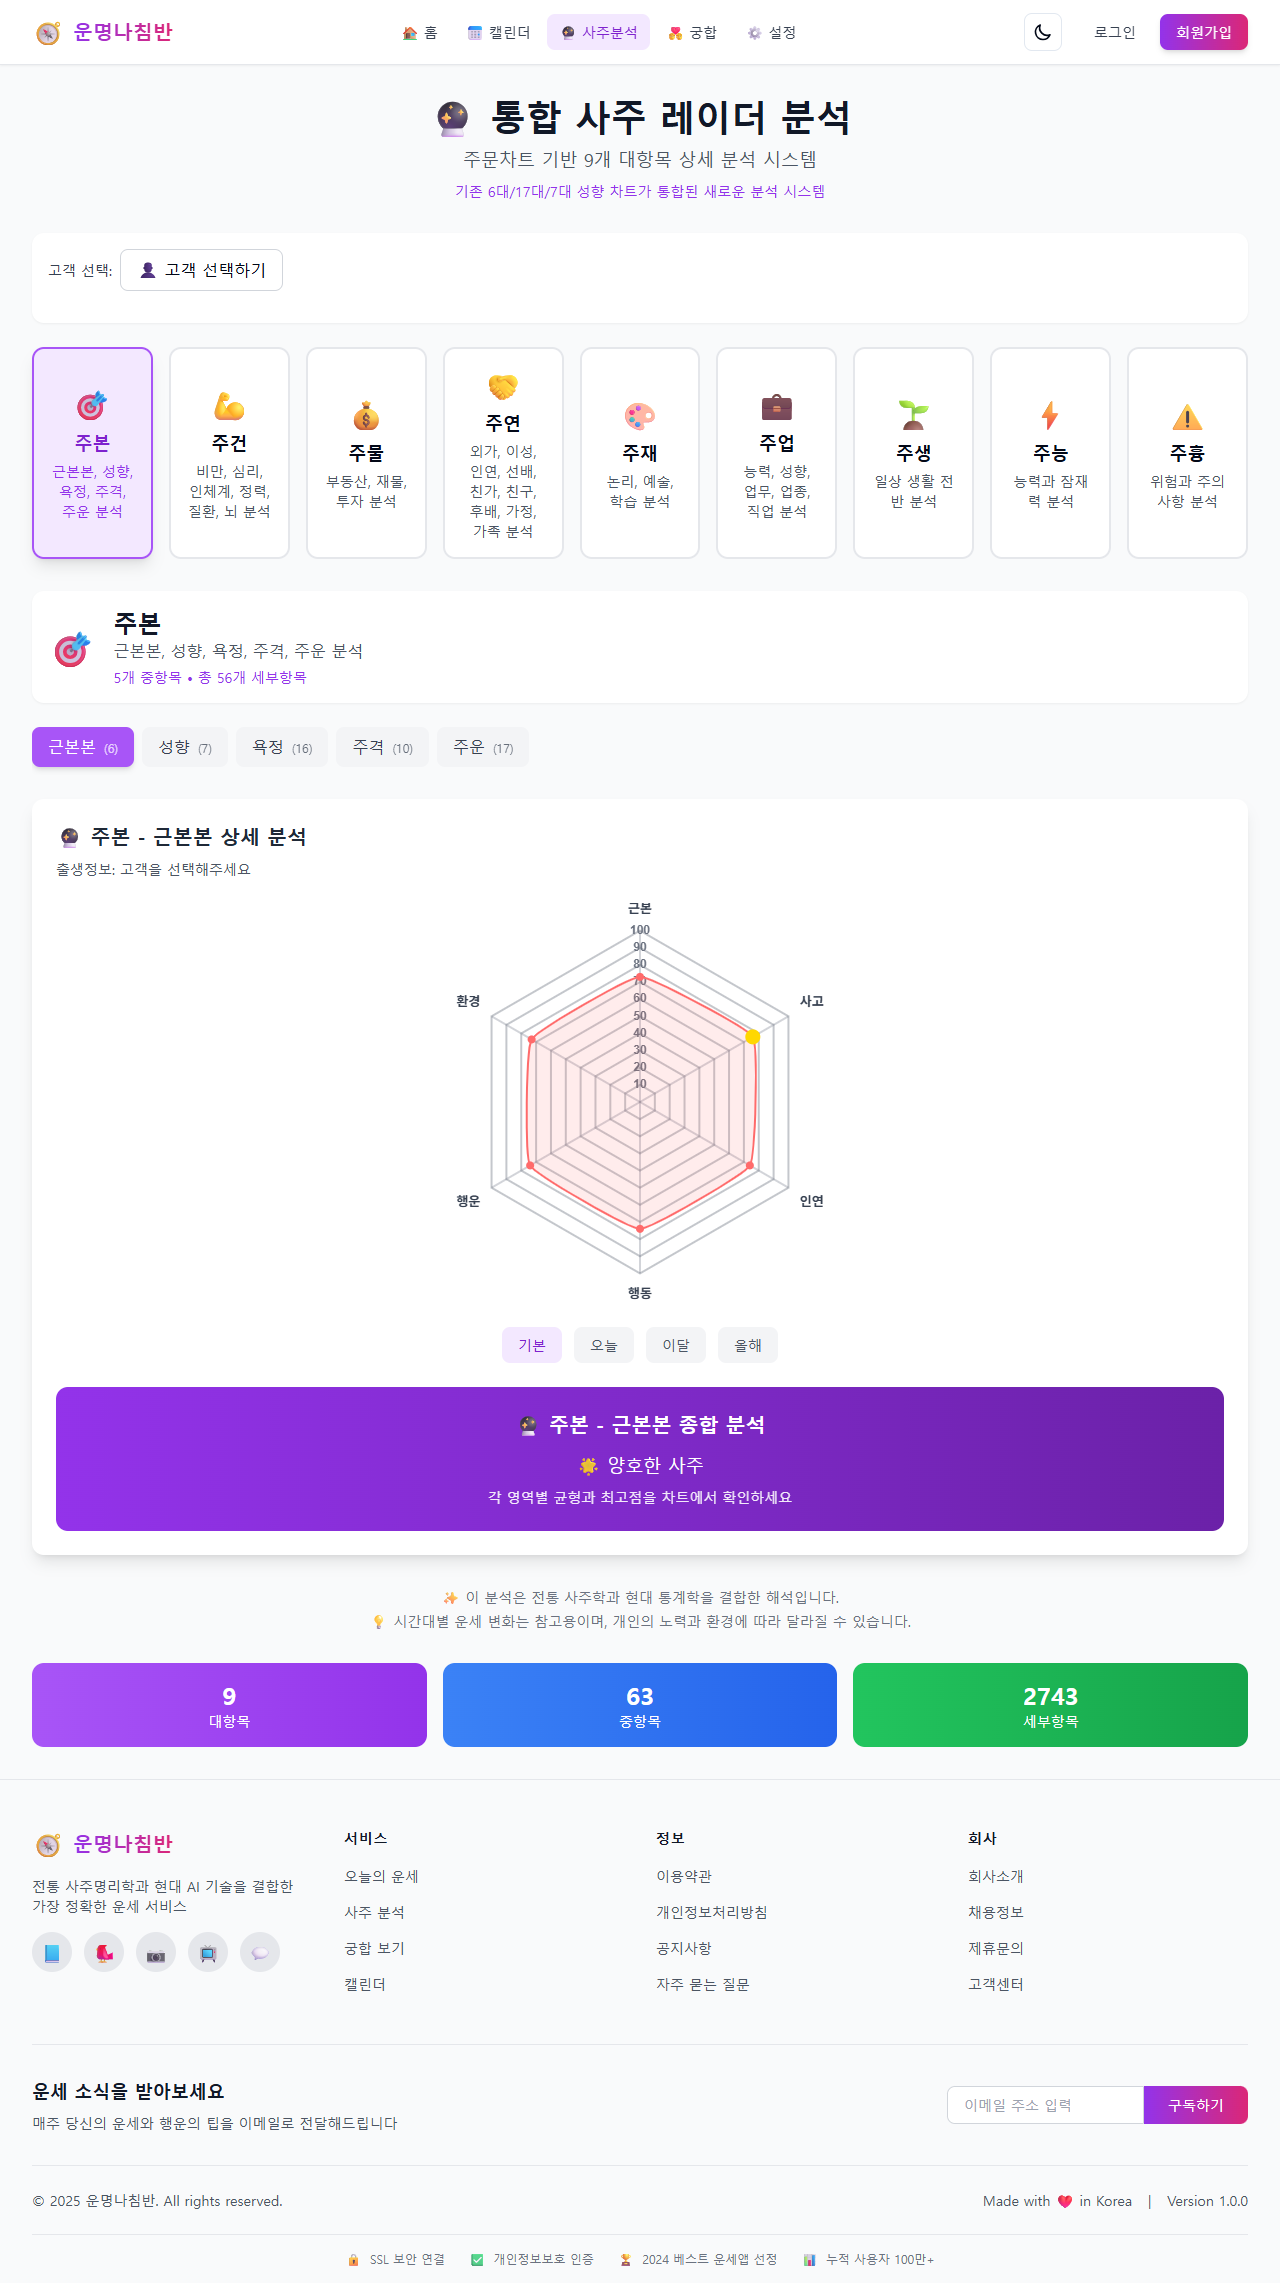 운명나침반
홈
캘린더
사주분석
궁합
설정
로그인
회원가입
통합 사주 레이더 분석
주문차트 기반 9개 대항목 상세 분석 시스템
기존 6대/17대/7대 성향 차트가 통합된 새로운 분석 시스템
고객 선택:
고객 선택하기
주본
근본본, 성향,
욕정, 주격,
주운 분석
주건
비만, 심리,
인체계, 정력,
질환, 뇌 분석
주물
부동산, 재물,
투자 분석
주연
외가, 이성,
인연, 선배,
친가, 친구,
후배, 가정,
가족 분석
주재
논리, 예술,
학습 분석
주업
능력, 성향,
업무, 업종,
직업 분석
주생
일상 생활 전
반 분석
주능
능력과 잠재
력 분석
주흉
위험과 주의
사항 분석
주본
근본본, 성향, 욕정, 주격, 주운 분석
5개 중항목 • 총 56개 세부항목
근본본 (6)
성향 (7)
욕정 (16)
주격 (10)
주운 (17)
주본 - 근본본 상세 분석
출생정보: 고객을 선택해주세요
근본
100
90
80
70
60
50
40
30
20
10
환경
사고
행운
인연
행동
기본
오늘
이달
올해
주본 - 근본본 종합 분석
양호한 사주
각 영역별 균형과 최고점을 차트에서 확인하세요
이 분석은 전통 사주학과 현대 통계학을 결합한 해석입니다.
시간대별 운세 변화는 참고용이며, 개인의 노력과 환경에 따라 달라질 수 있습니다.
9
대항목
63
중항목
2743
세부항목
운명나침반
전통 사주명리학과 현대 AI 기술을 결합한
가장 정확한 운세 서비스
서비스
오늘의 운세
사주 분석
궁합 보기
캘린더
정보
이용약관
개인정보처리방침
공지사항
자주 묻는 질문
회사
회사소개
채용정보
제휴문의
고객센터
운세 소식을 받아보세요
매주 당신의 운세와 행운의 팁을 이메일로 전달해드립니다
이메일 주소 입력
구독하기
© 2025 운명나침반. All rights reserved.
Made with ❤️ in Korea | Version 1.0.0
SSL 보안 연결
개인정보보호 인증
2024 베스트 운세앱 선정
누적 사용자 100만+